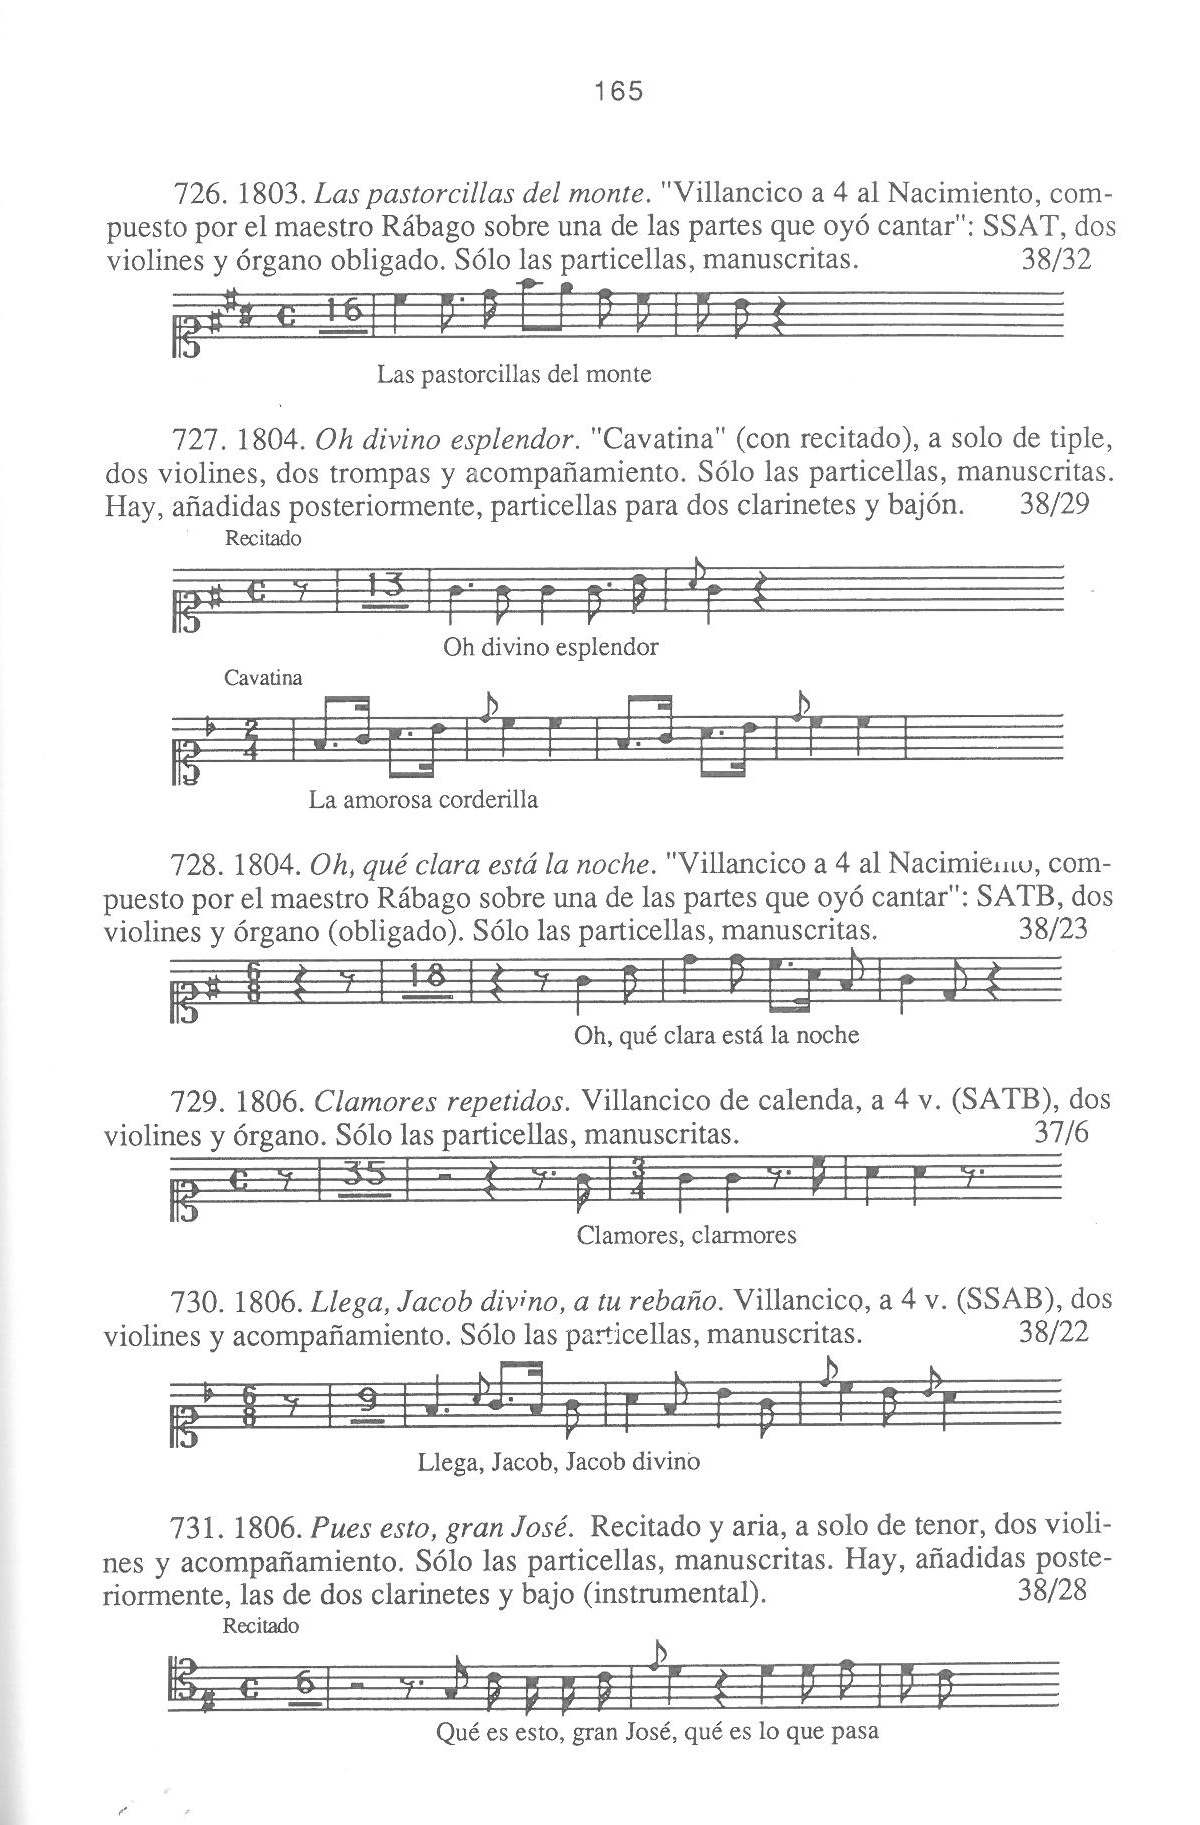 165
726. 1803. Las pastorcillas del monte. "Villancico a 4 al Nacimiento, com-
puesto por el maestro Rábago sobre una de las partes que oyó cantar": SSAT, dos
violines y órgano obligado. Sólo las particellas, manuscritas. 38/32
16
Las pastorcillas del monte
727. 1804. Oh divino esplendor. "Cavatina" (con recitado), a solo de tiple,
dos violines, dos trompas y acompañamiento. Sólo las particellas, manuscritas.
Hay, añadidas posteriormente, particellas para dos clarinetes y bajón. 38/29
Recitado
13
Oh divino esplendor
Cavatina
2
4
La amorosa corderilla
728. 1804. Oh, qué clara está la noche. "Villancico a 4 al Nacimiento, com-
puesto por el maestro Rábago sobre una de las partes que oyó cantar": SATB, dos
violines y órgano (obligado). Sólo las particellas, manuscritas. 38/23
6
8
18
Oh, qué clara está la noche
729. 1806. Clamores repetidos. Villancico de calenda, a 4 v. (SATB), dos
violines y órgano. Sólo las particellas, manuscritas. 37/6
35
3
4
Clamores, clarmores
730. 1806. Llega, Jacob divino, a tu rebaño. Villancico, a 4 v. (SSAB), dos
violines y acompañamiento. Sólo las particellas, manuscritas. 38/22
6
8
9
Llega, Jacob, Jacob divino
731. 1806. Pues esto, gran José. Recitado y aria, a solo de tenor, dos violi-
nes y acompañamiento. Sólo las particellas, manuscritas. Hay, añadidas poste-
riormente, las de dos clarinetes y bajo (instrumental). 38/28
Recitado
6
Qué es esto, gran José, qué es lo que pasa